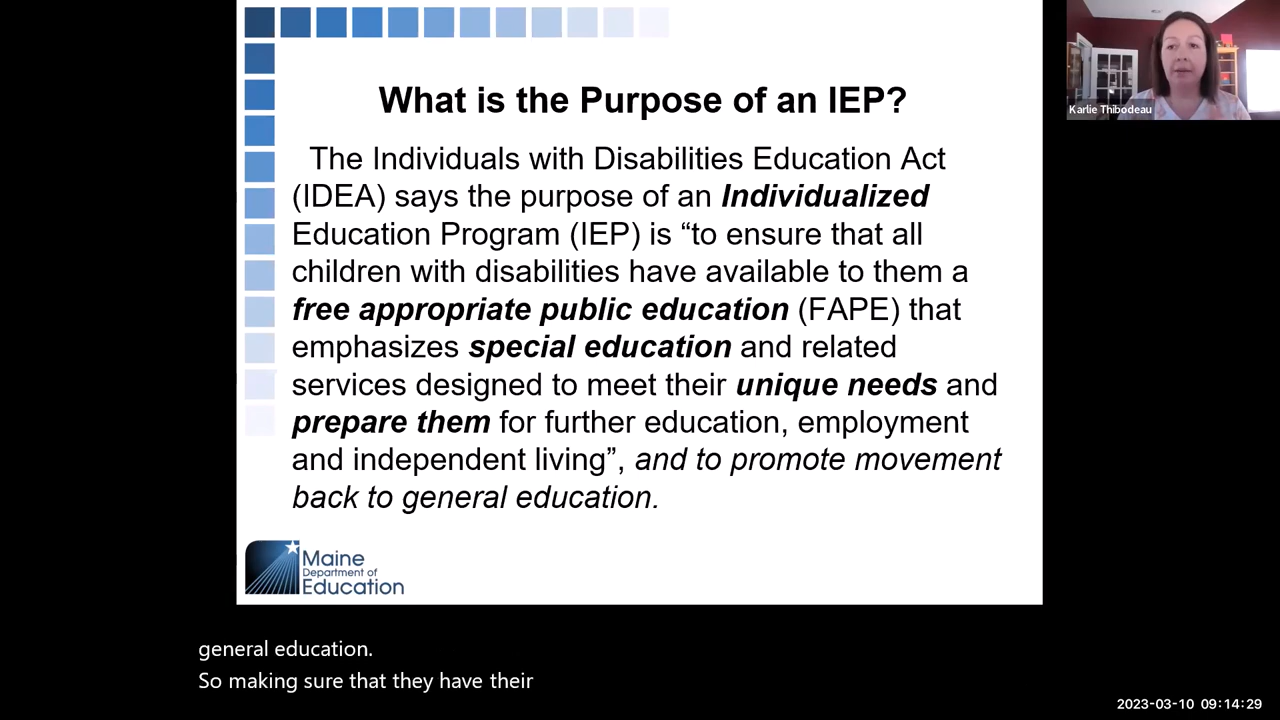 What is the Purpose of an IEP?
The Individuals with Disabilities Education Act
(IDEA) says the purpose of an Individualized
Education Program (IEP) is “to ensure that all
children with disabilities have available to them a
free appropriate public education (FAPE) that
emphasizes special education and related
services designed to meet their unique needs and
prepare them for further education, employment
and independent living”, and to promote movement
back to general education.
Maine
Department of
Education
Karlie Thibodeau
general education.
So making sure that they have their
2023-03-10 09:14:29